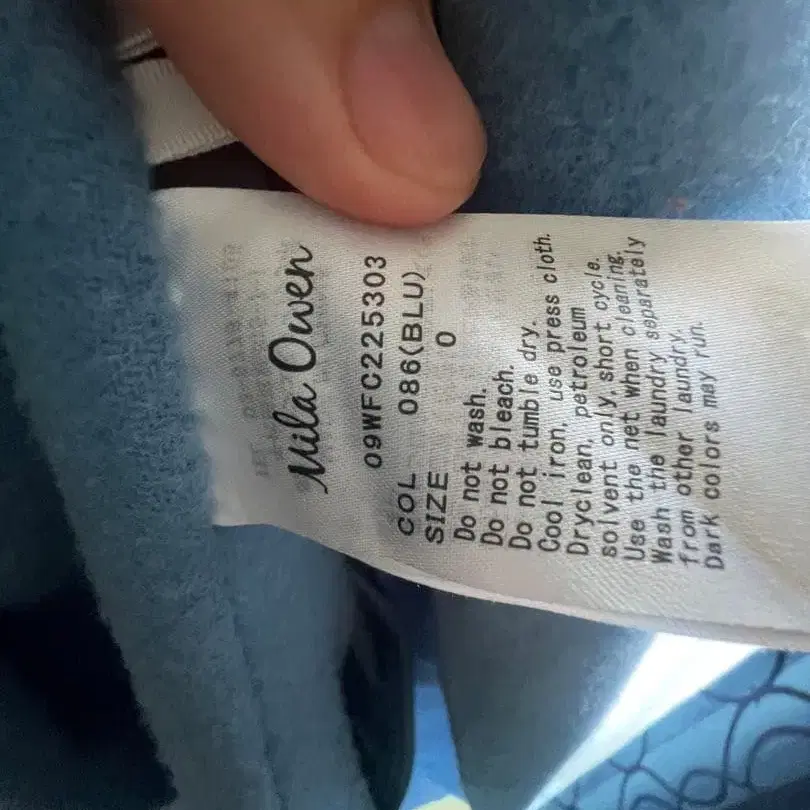 Mila Owen
09WFC225303
COL 086(BLU)
SIZE 0
Do not wash.
Do not bleach.
Do not tumble dry.
Cool iron, use press cloth.
Dryclean, petroleum
solvent only, short cycle.
Use the net when cleaning.
Wash the laundry separately
from other laundry.
Dark colors may run.